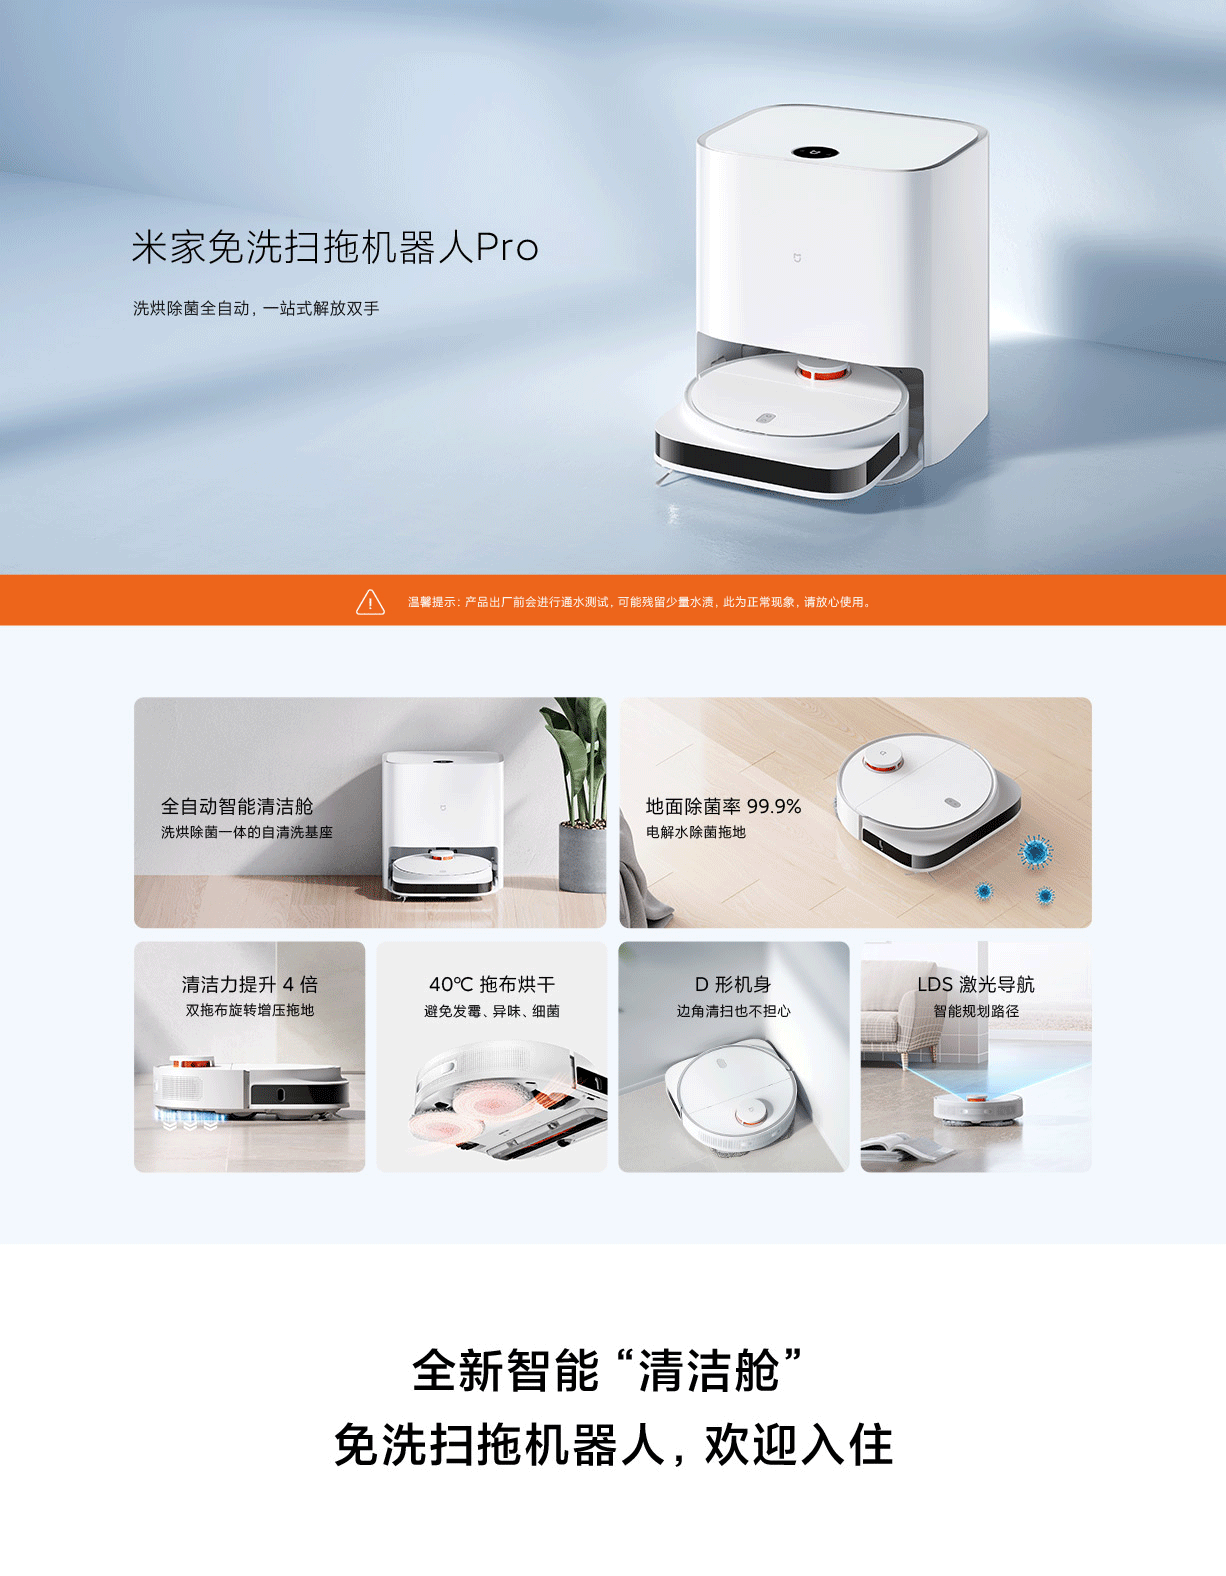 米家免洗扫拖机器人Pro
洗烘除菌全自动，一站式解放双手
温馨提示：产品出厂前会进行通水测试，可能残留少量水渍，此为正常现象，请放心使用。
全自动智能清洁舱
洗烘除菌一体的自清洗基座
地面除菌率 99.9%
电解水除菌拖地
清洁力提升 4 倍
双拖布旋转增压拖地
40℃ 拖布烘干
避免发霉、异味、细菌
D 形机身
边角清扫也不担心
LDS 激光导航
智能规划路径
全新智能“清洁舱”
免洗扫拖机器人，欢迎入住